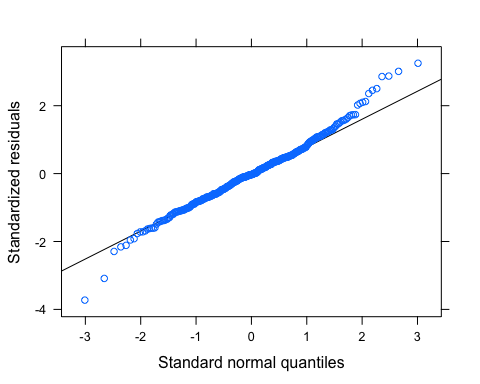 Standardized residuals
2
0
-2
-4
-3 -2 -1 0 1 2 3
Standard normal quantiles